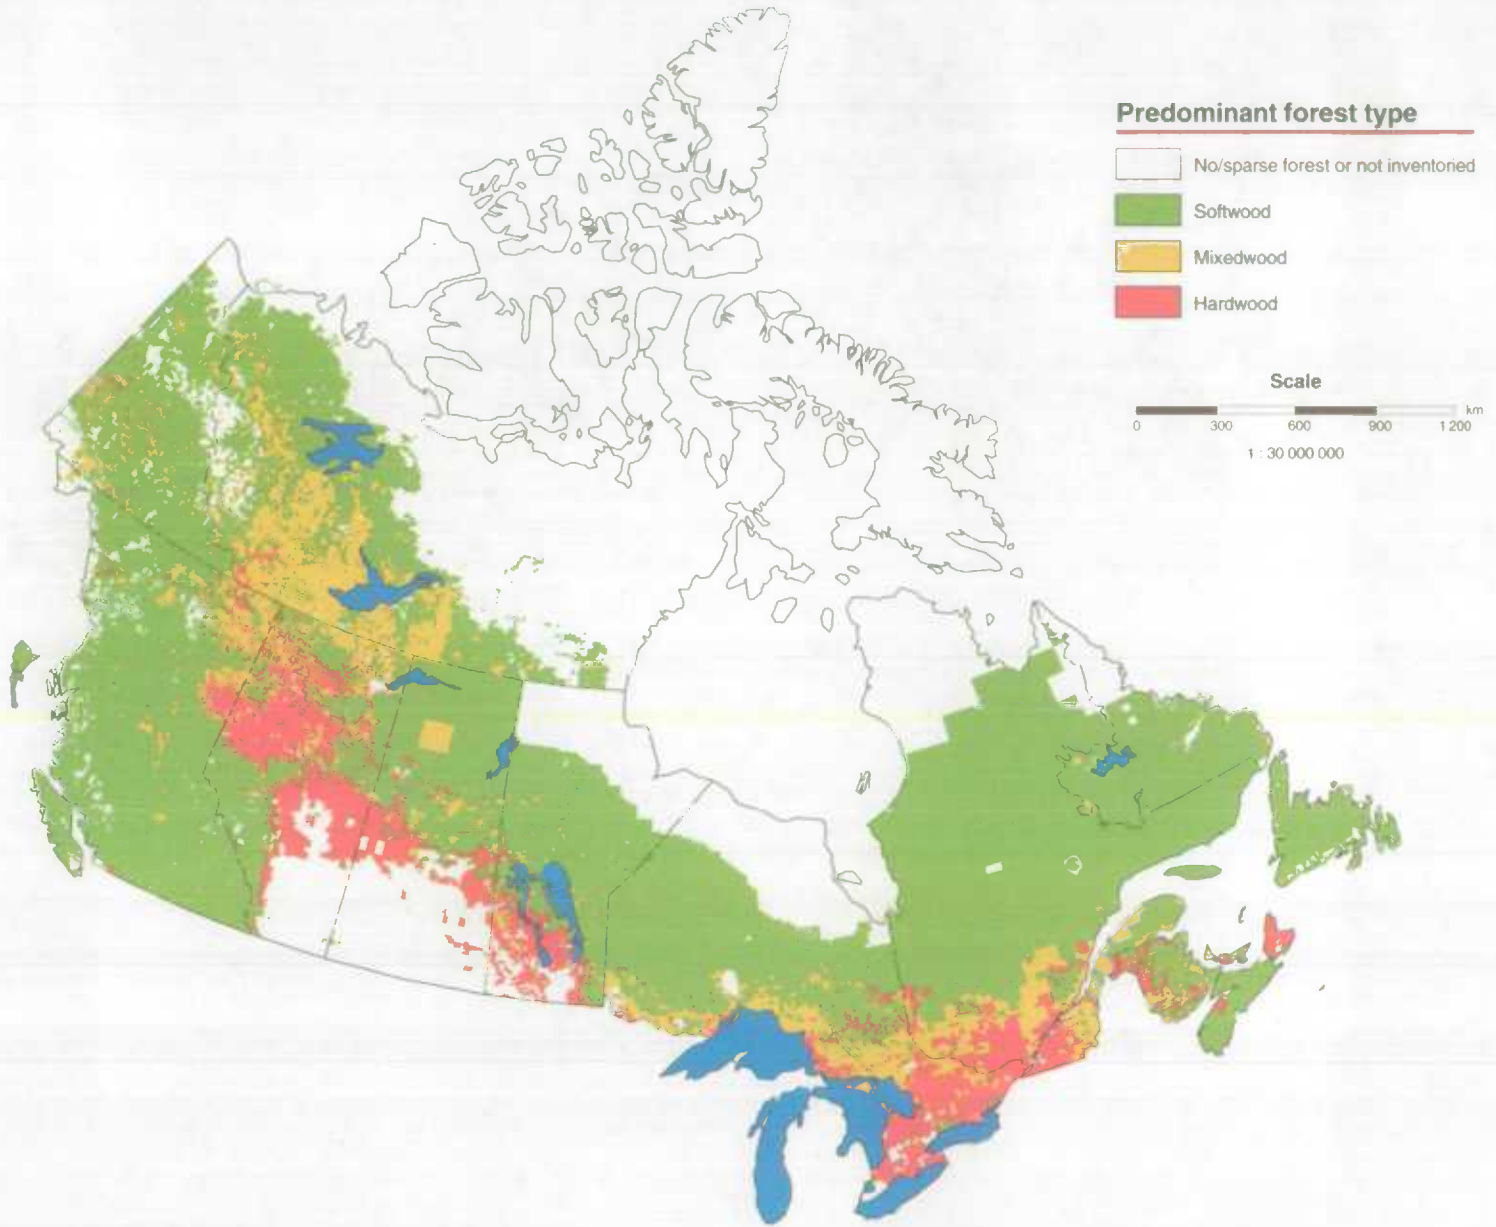 Predominant forest type
No/sparse forest or not inventoried
Softwood
Mixedwood
Hardwood
Scale
km
0 300 600 900 1 200
1 : 30 000 000